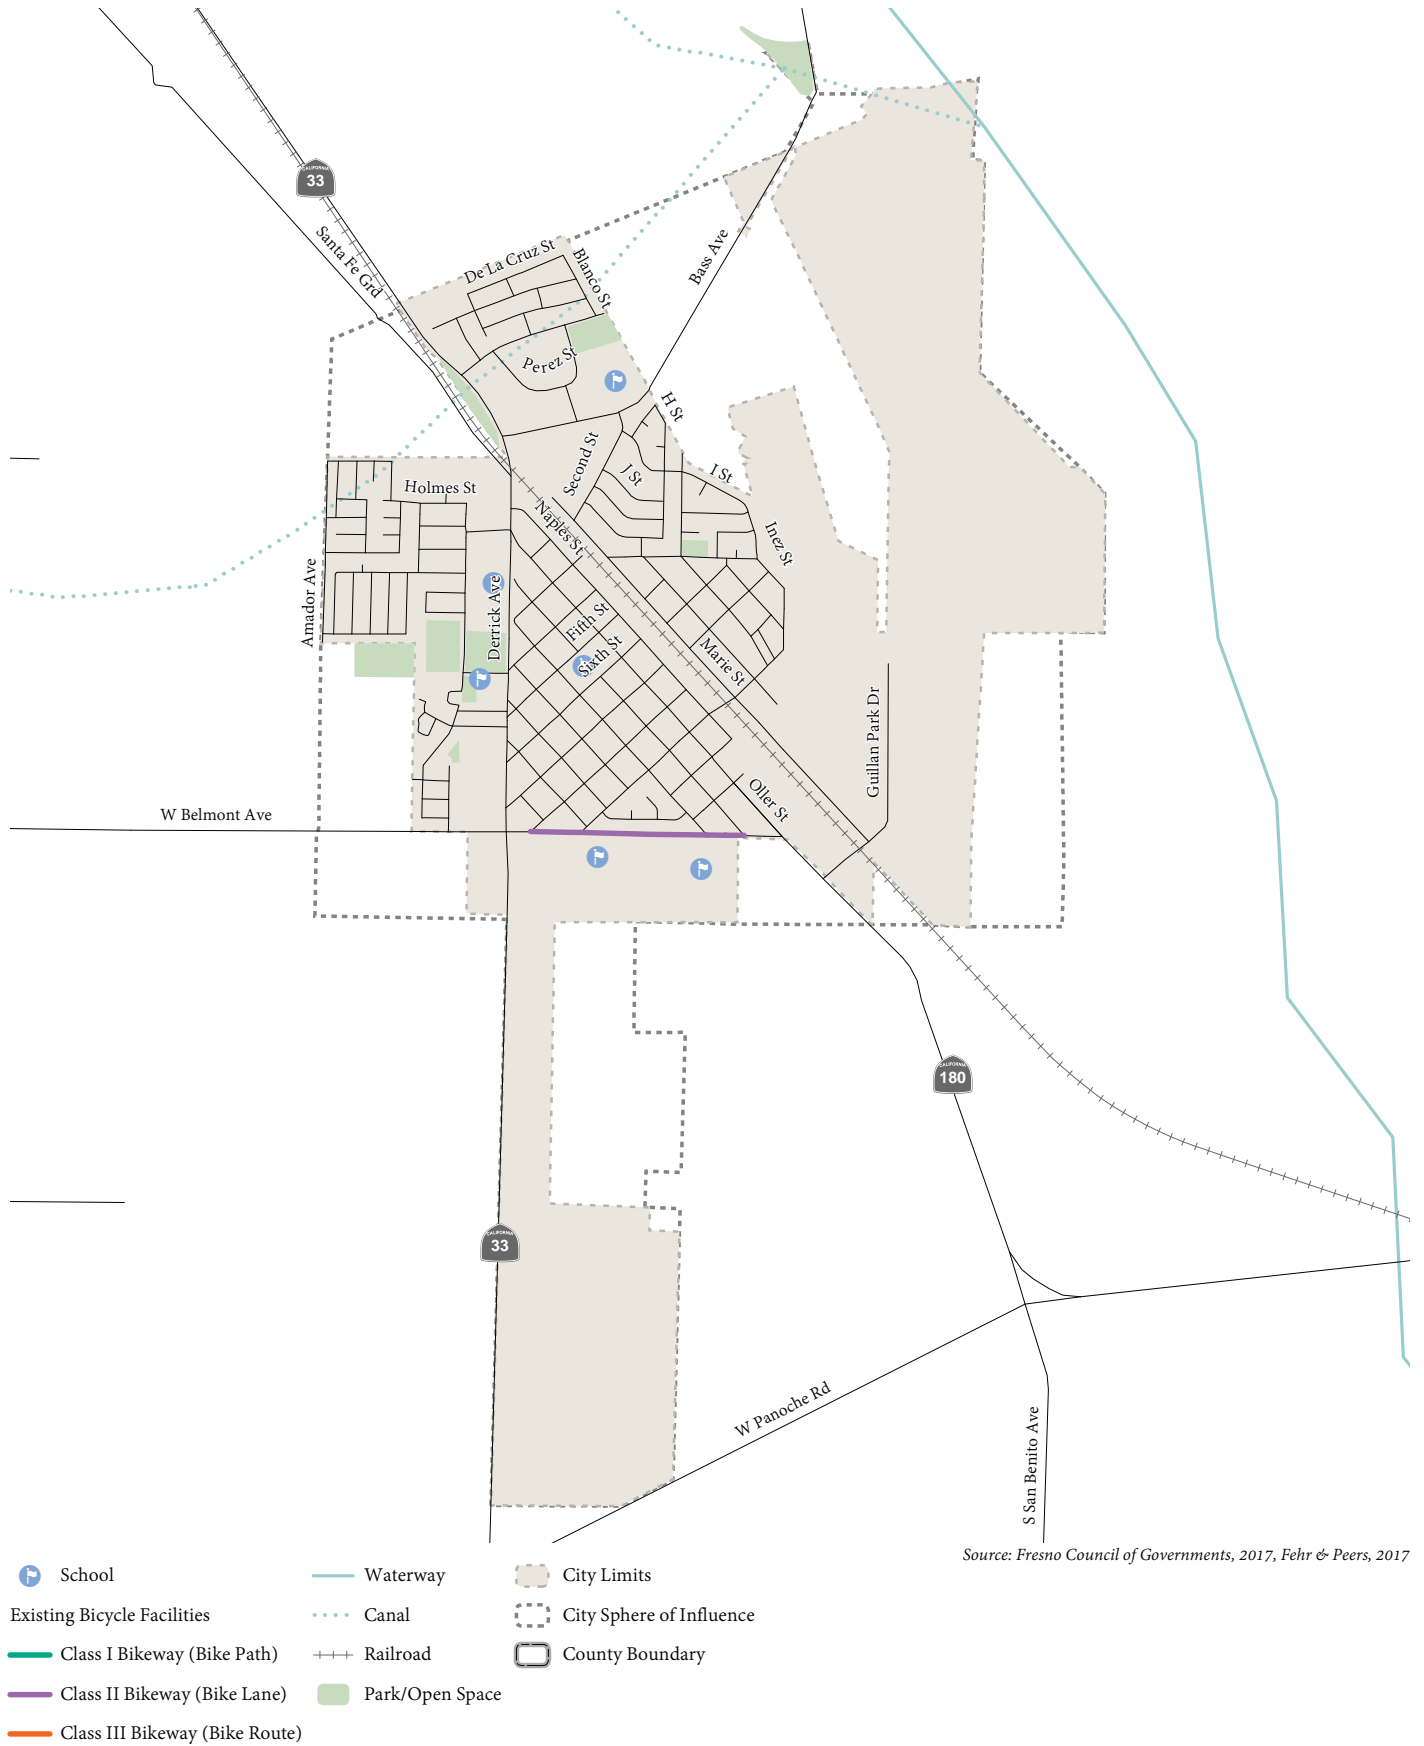 CALIFORNIA
33
Santa Fe Grd
De La Cruz St
Blanco St
Bass Ave
Perez St
H St
Second St
J St
I St
Holmes St
Naples St
Inez St
Amador Ave
Derrick Ave
Fifth St
Sixth St
Marie St
Guillan Park Dr
Oller St
W Belmont Ave
CALIFORNIA
180
CALIFORNIA
33
W Panoche Rd
S San Benito Ave
Source: Fresno Council of Governments, 2017, Fehr & Peers, 2017
School
Waterway
City Limits
Existing Bicycle Facilities
Canal
City Sphere of Influence
Class I Bikeway (Bike Path)
Railroad
County Boundary
Class II Bikeway (Bike Lane)
Park/Open Space
Class III Bikeway (Bike Route)